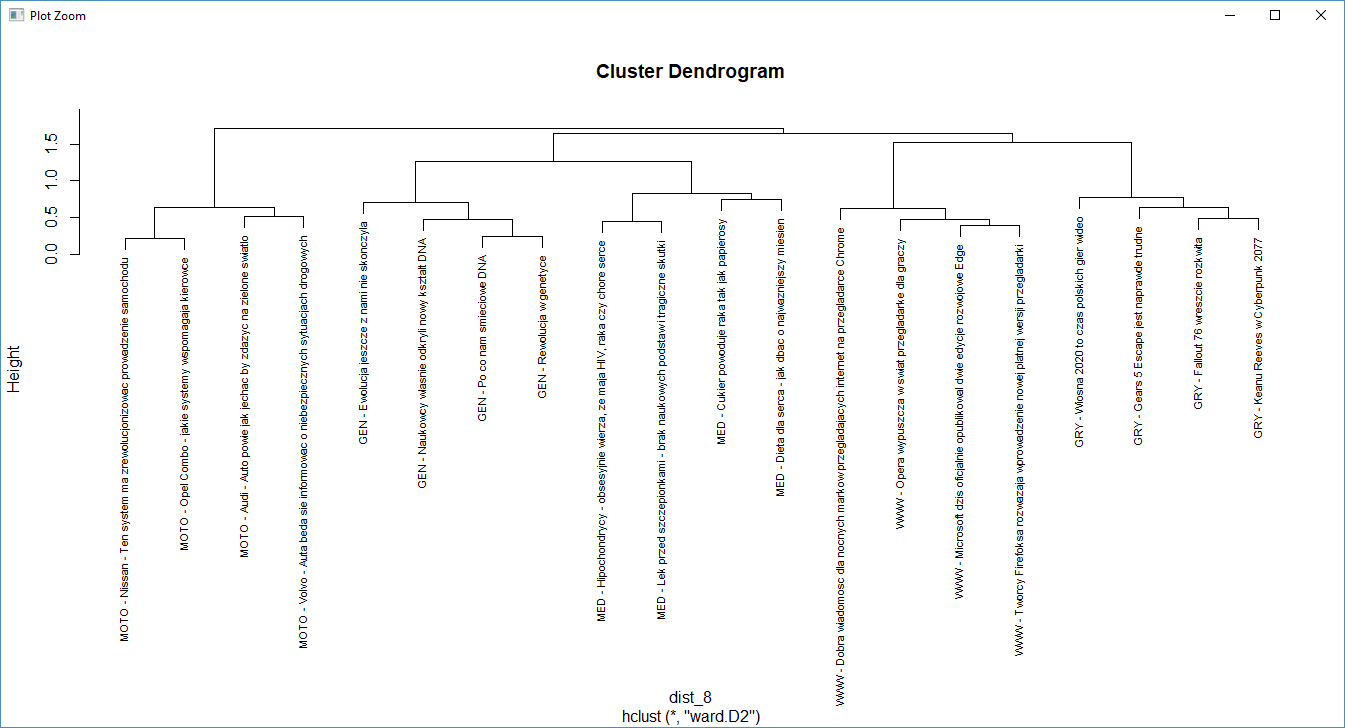 Plot Zoom
Cluster Dendrogram
Height
0.0
0.5
1.0
1.5
MOTO - Nissan - Ten system ma zrewolucjonizowac prowadzenie samochodu
MOTO - Opel Combo - jakie systemy wspomagaja kierowce
MOTO - Audi - Auto powie jak jechac by zdazyc na zielone swiatlo
MOTO - Volvo - Auta beda sie informowac o niebezpiecznych sytuacjach drogowych
GEN - Ewolucja jeszcze z nami nie skonczyla
GEN - Naukowcy wlasnie odkryli nowy ksztalt DNA
GEN - Po co nam smieciowe DNA
GEN - Rewolucja w genetyce
MED - Hipochondrycy - obsesyjnie wierza, ze maja HIV, raka czy chore serce
MED - Lek przed szczepionkami - brak naukowych podstaw i tragiczne skutki
MED - Cukier powoduje raka tak jak papierosy
MED - Dieta dla serca - jak dbac o najwazniejszy miesien
WWW - Dobra wiadomosc dla nocnych markow przegladajacych internet na przegladarce Chrome
WWW - Opera wypuszcza w swiat przegladarke dla graczy
WWW - Microsoft dzis oficjalnie opublikowal dwie edycje rozwojowe Edge
WWW - Tworcy Firefoksa rozwazaja wprowadzenie nowej platnej wersji przegladarki
GRY - Wiosna 2020 to czas polskich gier wideo
GRY - Gears 5 Escape jest naprawde trudne
GRY - Fallout 76 wreszcie rozkwita
GRY - Keanu Reeves w Cyberpunk 2077
dist_8
hclust (*, "ward.D2")